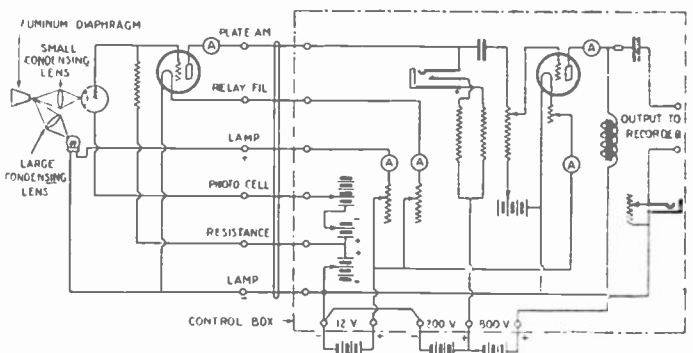 ALUMINUM DIAPHRAGM
SMALL
CONDENSING
LENS
LARGE
CONDENSING
LENS
PLATE AM
RELAY FIL
LAMP
+
PHOTO CELL
RESISTANCE
LAMP
-
CONTROL BOX
A
A
A
A
A
OUTPUT TO
RECORDER
12 V
200 V
800 V